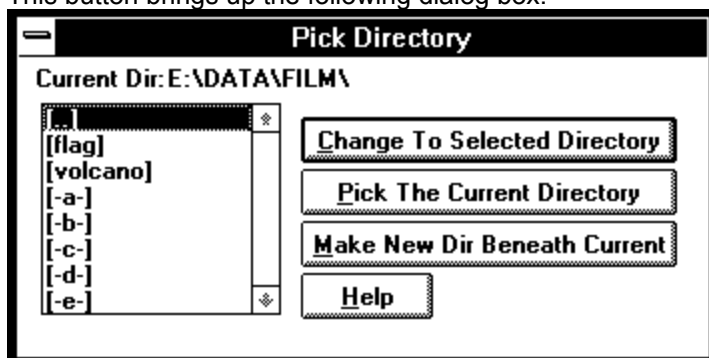 This button brings up the following dialog box:
Pick Directory
Current Dir:E:\DATA\FILM\
[..]
[flag]
[volcano]
[-a-]
[-b-]
[-c-]
[-d-]
[-e-]
Change To Selected Directory
Pick The Current Directory
Make New Dir Beneath Current
Help